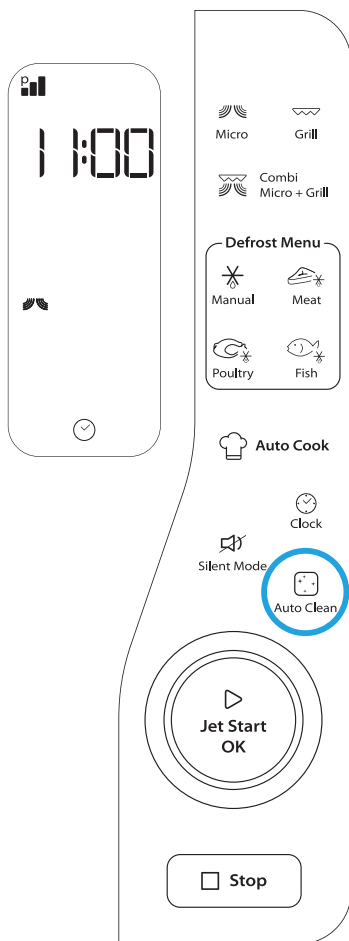 P
11:00
Micro
Grill
Combi
Micro + Grill
Defrost Menu
Manual
Meat
Poultry
Fish
Auto Cook
Clock
Silent Mode
Auto Clean
Jet Start
OK
Stop